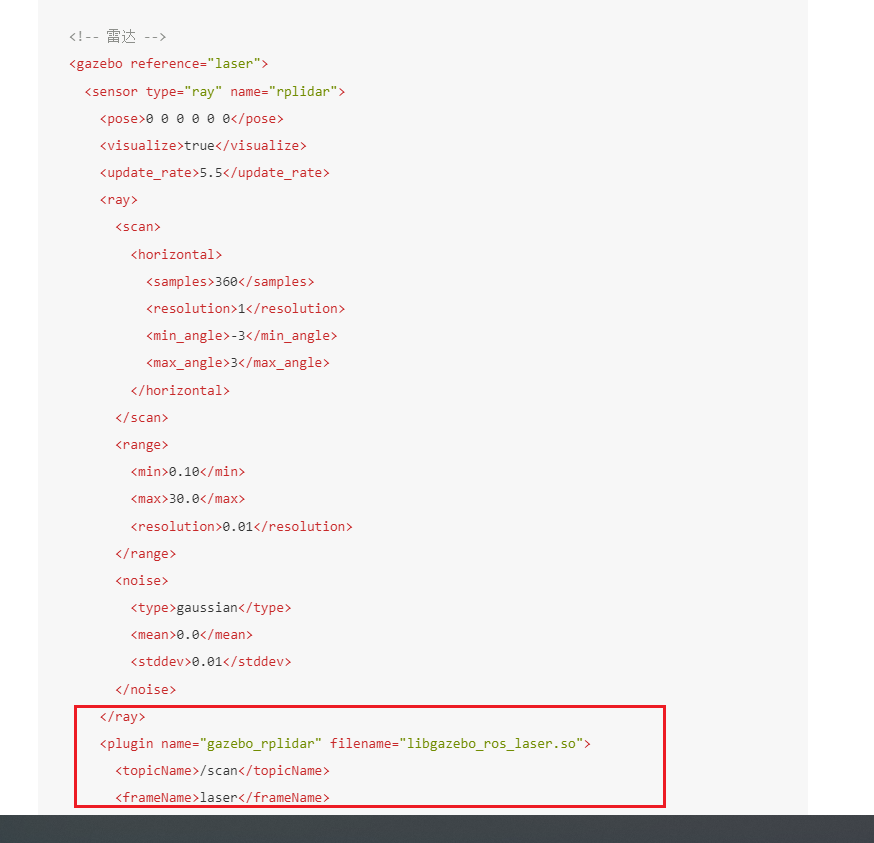 <!-- 雷达 -->
<gazebo reference="laser">
<sensor type="ray" name="rplidar">
<pose>0 0 0 0 0 0</pose>
<visualize>true</visualize>
<update_rate>5.5</update_rate>
<ray>
<scan>
<horizontal>
<samples>360</samples>
<resolution>1</resolution>
<min_angle>-3</min_angle>
<max_angle>3</max_angle>
</horizontal>
</scan>
<range>
<min>0.10</min>
<max>30.0</max>
<resolution>0.01</resolution>
</range>
<noise>
<type>gaussian</type>
<mean>0.0</mean>
<stddev>0.01</stddev>
</noise>
</ray>
<plugin name="gazebo_rplidar" filename="libgazebo_ros_laser.so">
<topicName>/scan</topicName>
<frameName>laser</frameName>